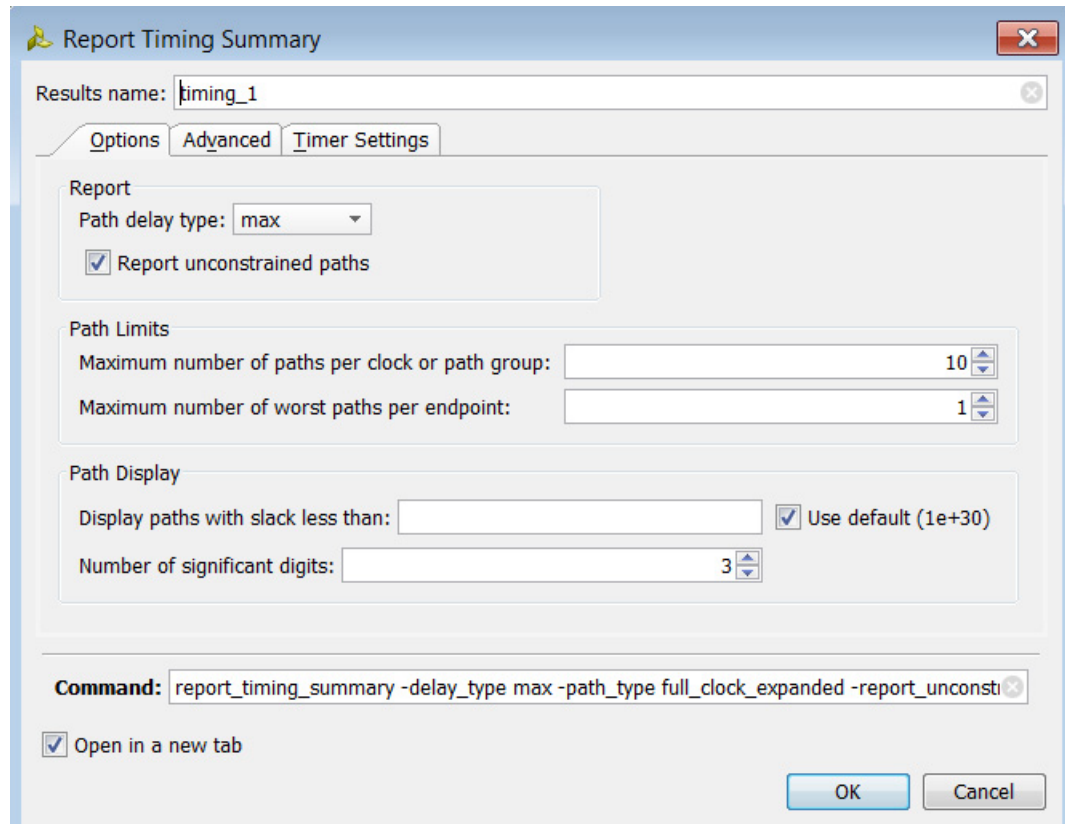 Report Timing Summary
Results name: timing_1
Options Advanced Timer Settings
Report
Path delay type: max
Report unconstrained paths
Path Limits
Maximum number of paths per clock or path group: 10
Maximum number of worst paths per endpoint: 1
Path Display
Display paths with slack less than: Use default (1e+30)
Number of significant digits: 3
Command: report_timing_summary -delay_type max -path_type full_clock_expanded -report_unconstr
Open in a new tab
OK Cancel